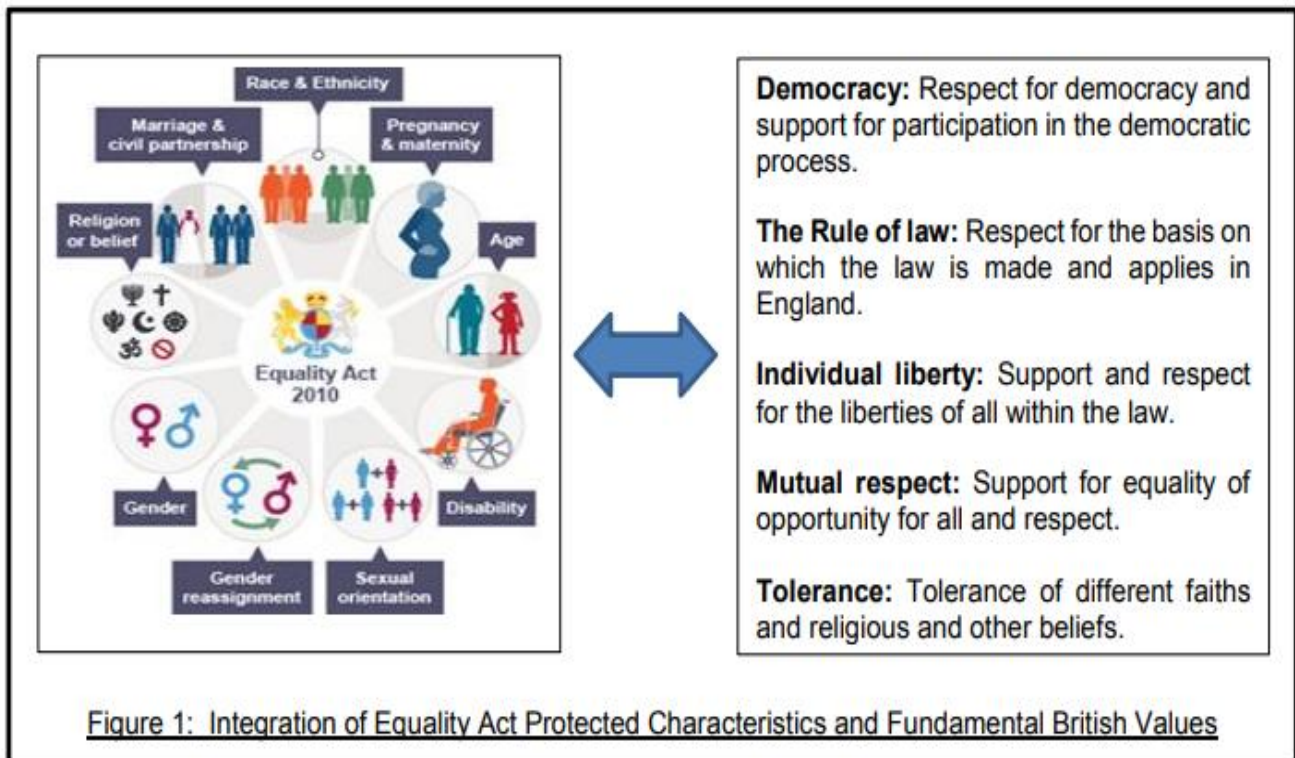 Race & Ethnicity
Marriage &
civil partnership
Pregnancy
& maternity
Religion
or belief
Age
Equality Act
2010
Gender
Disability
Gender
reassignment
Sexual
orientation
Democracy: Respect for democracy and
support for participation in the democratic
process.
The Rule of law: Respect for the basis on
which the law is made and applies in
England.
Individual liberty: Support and respect
for the liberties of all within the law.
Mutual respect: Support for equality of
opportunity for all and respect.
Tolerance: Tolerance of different faiths
and religious and other beliefs.
Figure 1: Integration of Equality Act Protected Characteristics and Fundamental British Values